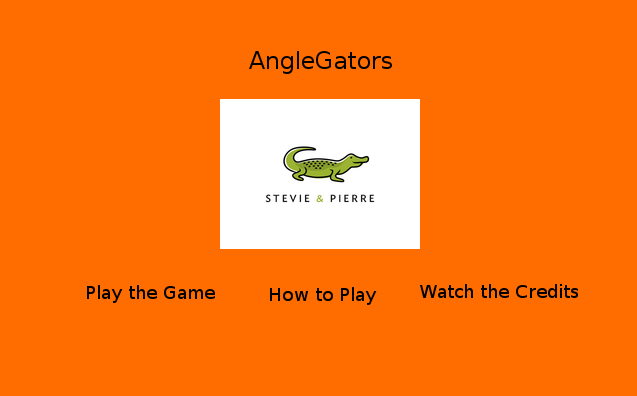 AngleGators
STEVIE & PIERRE
Play the Game
How to Play
Watch the Credits